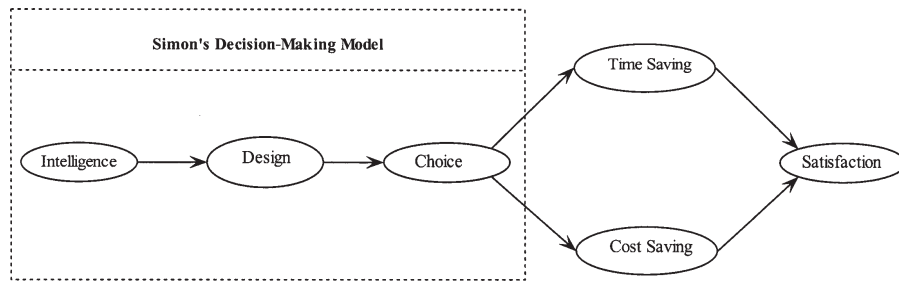 Simon's Decision-Making Model
Time Saving
Intelligence
Design
Choice
Satisfaction
Cost Saving